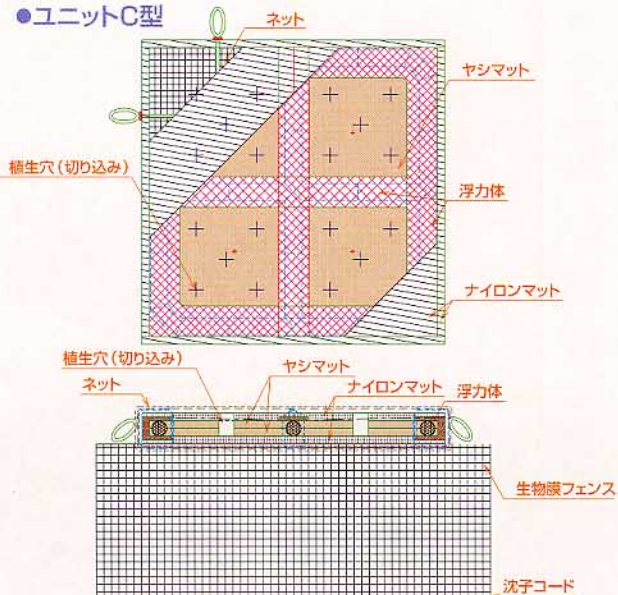 ●ユニットC型
ネット
ヤシマット
植生穴(切り込み)
浮力体
ナイロンマット
植生穴(切り込み)
ヤシマット
ネット
ナイロンマット
浮力体
生物膜フェンス
沈子コード